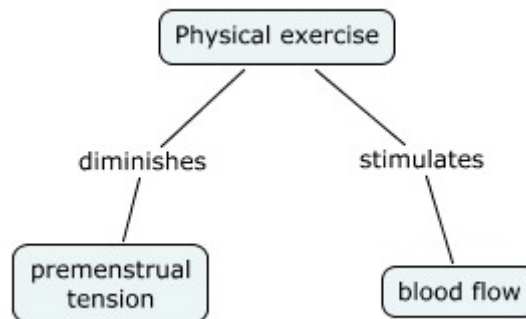 Physical exercise
diminishes
stimulates
premenstrual
tension
blood flow